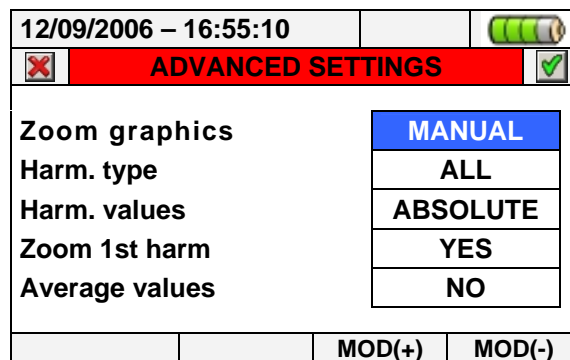 12/09/2006 – 16:55:10
ADVANCED SETTINGS
Zoom graphics MANUAL
Harm. type ALL
Harm. values ABSOLUTE
Zoom 1st harm YES
Average values NO
MOD(+) MOD(-)